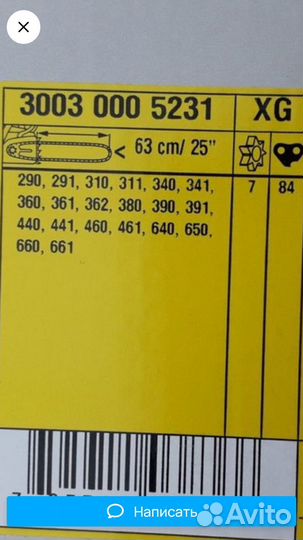 3003 000 5231 XG
< 63 cm/ 25"
290, 291, 310, 311, 340, 341, 7 84
360, 361, 362, 380, 390, 391,
440, 441, 460, 461, 640, 650,
660, 661
Написать
Avito